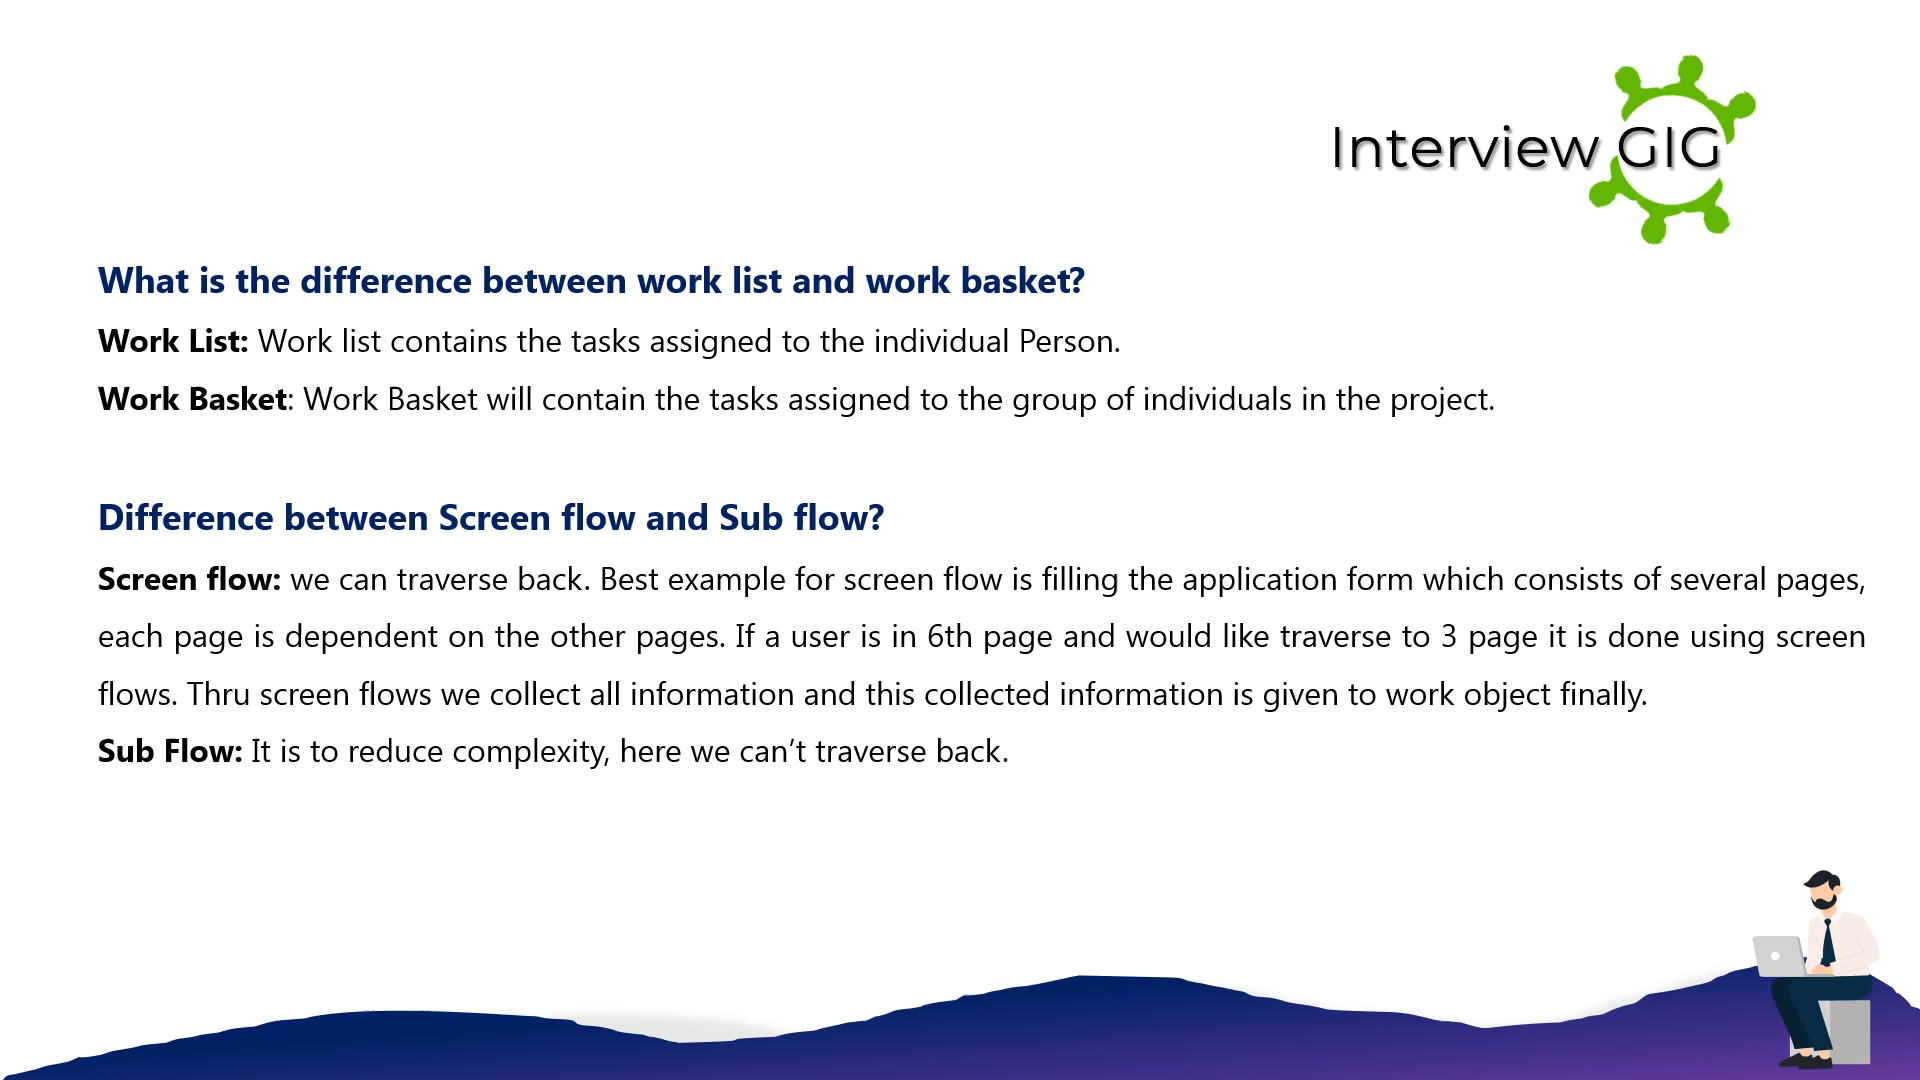 Interview GIG
What is the difference between work list and work basket?
Work List: Work list contains the tasks assigned to the individual Person.
Work Basket: Work Basket will contain the tasks assigned to the group of individuals in the project.
Difference between Screen flow and Sub flow?
Screen flow: we can traverse back. Best example for screen flow is filling the application form which consists of several pages,
each page is dependent on the other pages. If a user is in 6th page and would like traverse to 3 page it is done using screen
flows. Thru screen flows we collect all information and this collected information is given to work object finally.
Sub Flow: It is to reduce complexity, here we can’t traverse back.